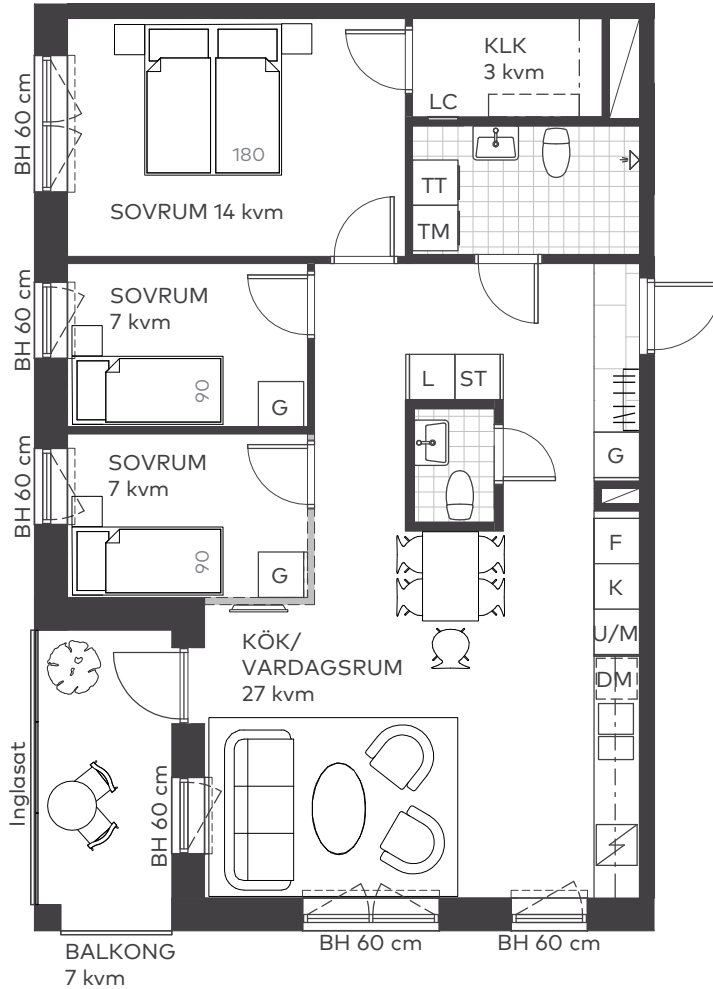 KLK
3 kvm
LC
BH 60 cm
180
TT
TM
SOVRUM 14 kvm
BH 60 cm
SOVRUM
7 kvm
90
G
L
ST
G
BH 60 cm
SOVRUM
7 kvm
90
G
F
K
U/M
DM
KÖK/
VARDAGSRUM
27 kvm
Inglasat
BH 60 cm
BH 60 cm
BH 60 cm
BALKONG
7 kvm